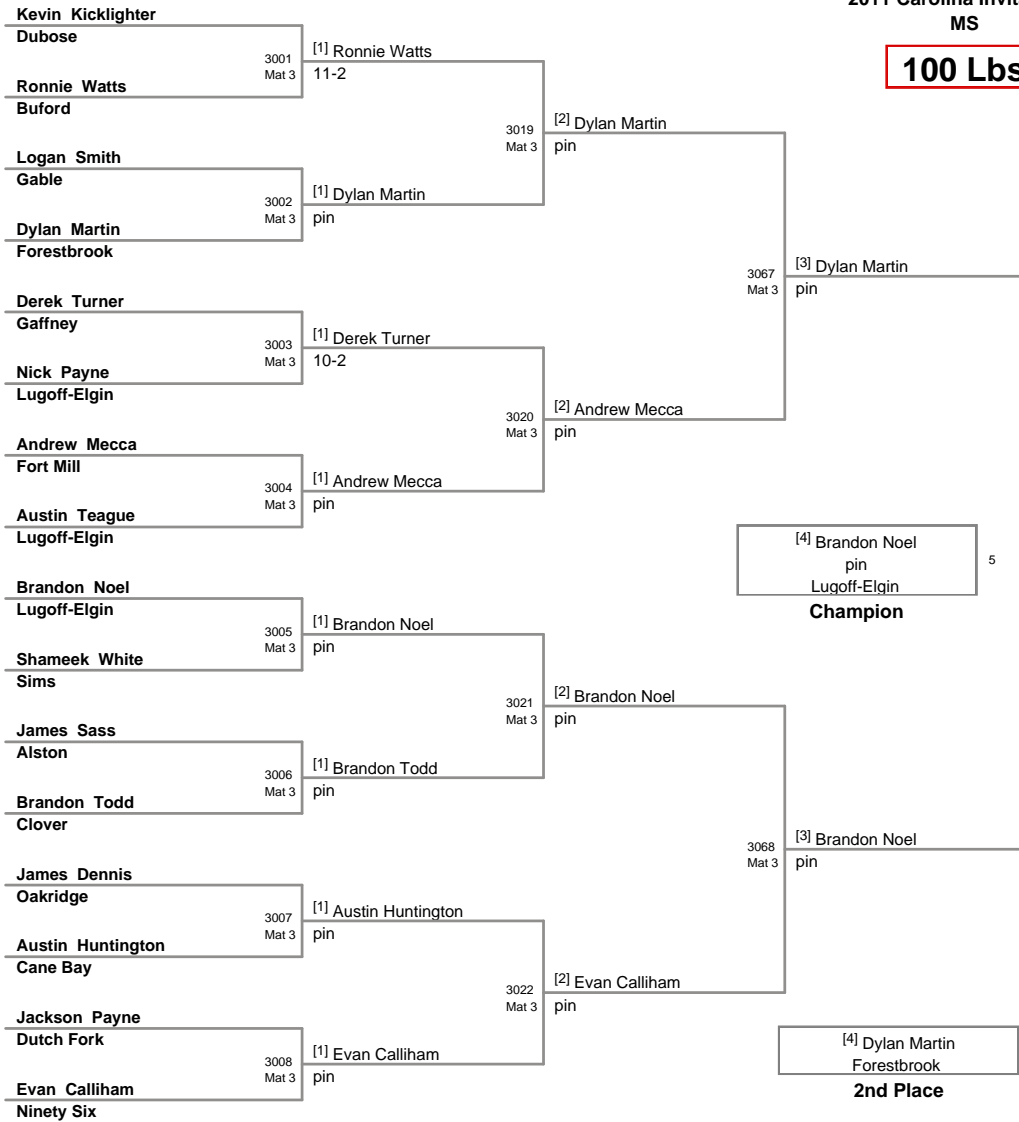 2011 Carolina Invit
MS
100 Lbs
Kevin Kicklighter
Dubose
3001
Mat 3
[1] Ronnie Watts
11-2
Ronnie Watts
Buford
3019
Mat 3
[2] Dylan Martin
pin
Logan Smith
Gable
3002
Mat 3
[1] Dylan Martin
pin
Dylan Martin
Forestbrook
3067
Mat 3
[3] Dylan Martin
pin
Derek Turner
Gaffney
3003
Mat 3
[1] Derek Turner
10-2
Nick Payne
Lugoff-Elgin
3020
Mat 3
[2] Andrew Mecca
pin
Andrew Mecca
Fort Mill
3004
Mat 3
[1] Andrew Mecca
pin
Austin Teague
Lugoff-Elgin
[4] Brandon Noel
pin
Lugoff-Elgin
5
Champion
Brandon Noel
Lugoff-Elgin
3005
Mat 3
[1] Brandon Noel
pin
Shameek White
Sims
3021
Mat 3
[2] Brandon Noel
pin
James Sass
Alston
3006
Mat 3
[1] Brandon Todd
pin
Brandon Todd
Clover
3068
Mat 3
[3] Brandon Noel
pin
James Dennis
Oakridge
3007
Mat 3
[1] Austin Huntington
pin
Austin Huntington
Cane Bay
3022
Mat 3
[2] Evan Calliham
pin
Jackson Payne
Dutch Fork
3008
Mat 3
[1] Evan Calliham
pin
Evan Calliham
Ninety Six
[4] Dylan Martin
Forestbrook
2nd Place